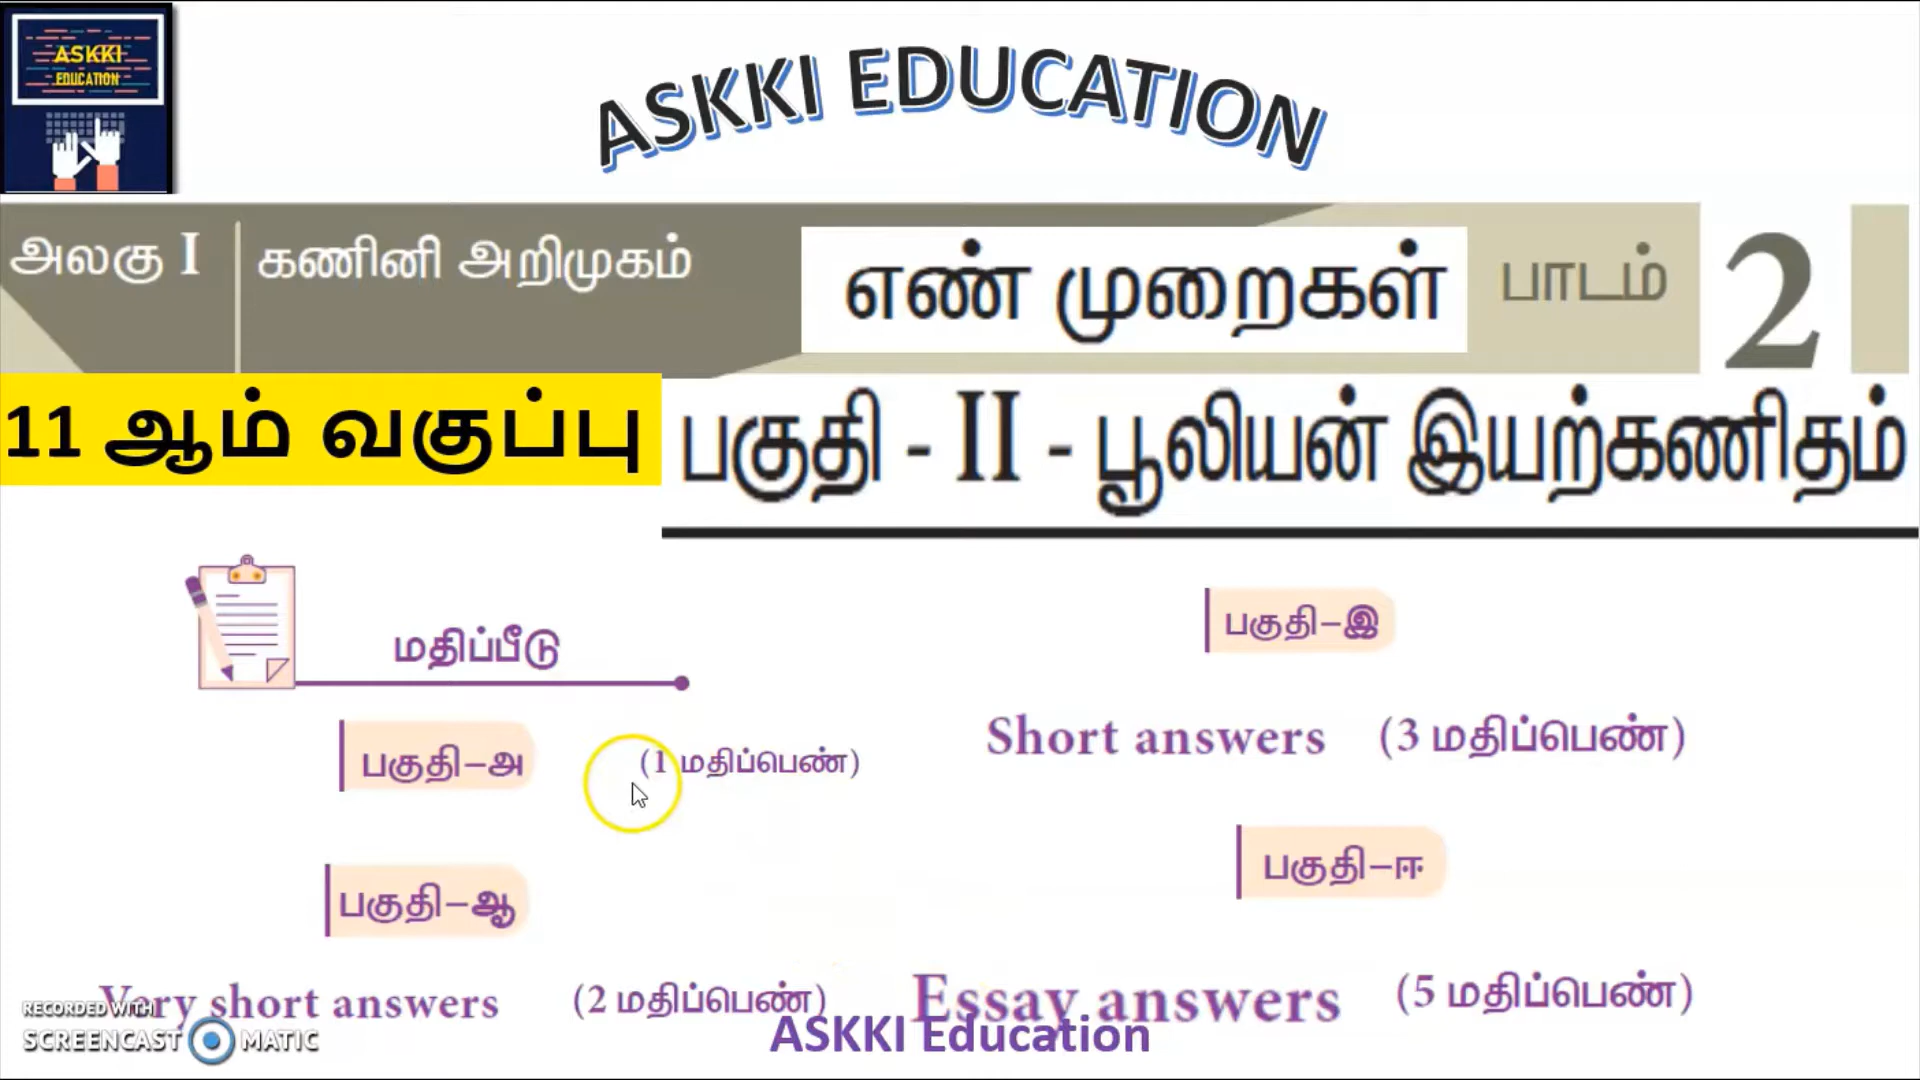 ASKKI
EDUCATION
ASKKI EDUCATION
அலகு I கணினி அறிமுகம் எண் முறைகள் பாடம் 2
11 ஆம் வகுப்பு
பகுதி - II - பூலியன் இயற்கணிதம்
மதிப்பீடு
பகுதி-அ (1 மதிப்பெண்)
பகுதி-ஆ
Very short answers (2 மதிப்பெண்)
பகுதி-இ
Short answers (3 மதிப்பெண்)
பகுதி-ஈ
Essay answers (5 மதிப்பெண்)
RECORDED WITH
SCREENCAST MATIC
ASKKI Education